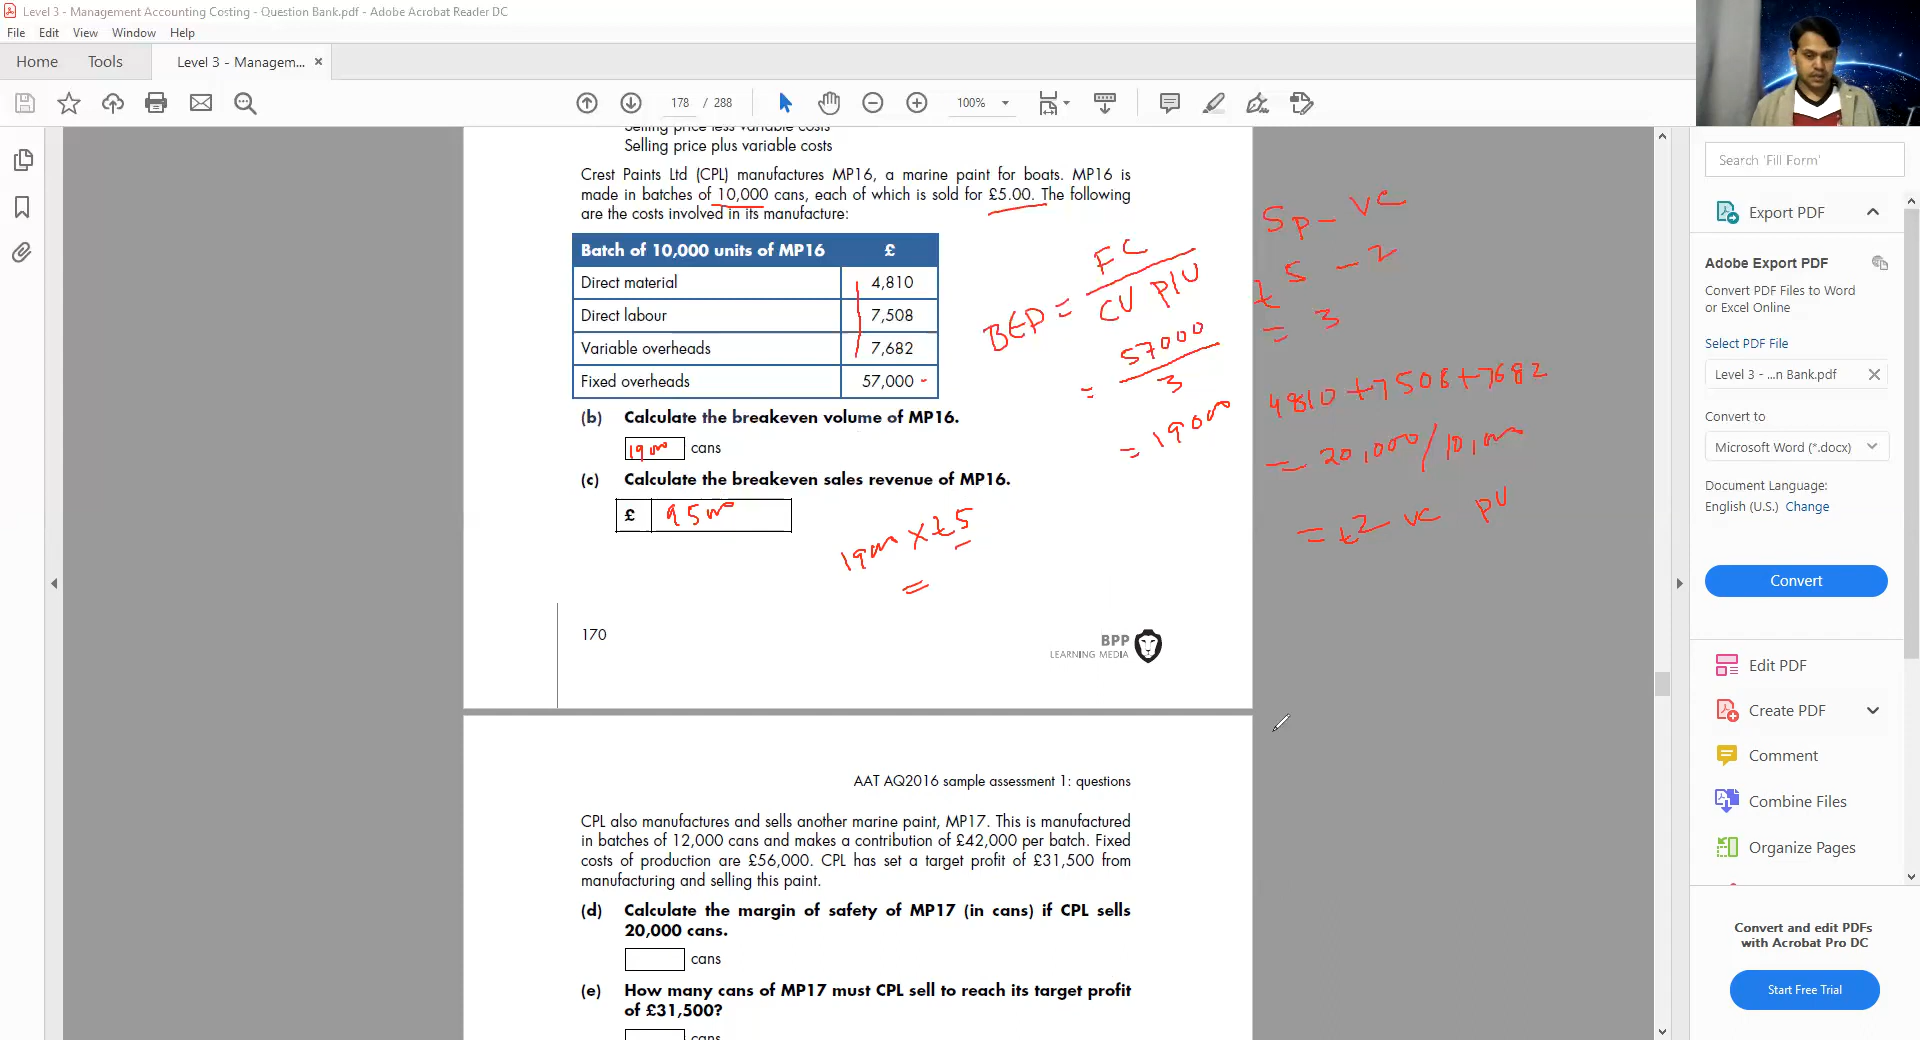 Level 3 - Management Accounting Costing - Question Bank.pdf - Adobe Acrobat Reader DC
File Edit View Window Help
Home Tools Level 3 - Managem... ×
178 / 288 100%
Selling price less variable costs
Selling price plus variable costs
Crest Paints Ltd (CPL) manufactures MP16, a marine paint for boats. MP16 is
made in batches of 10,000 cans, each of which is sold for £5.00. The following
are the costs involved in its manufacture:
Batch of 10,000 units of MP16 £
Direct material 4,810
Direct labour 7,508
Variable overheads 7,682
Fixed overheads 57,000
(b) Calculate the breakeven volume of MP16.
19000 cans
(c) Calculate the breakeven sales revenue of MP16.
£ 95000
19000 × £5
=
BEP = FC
CV P/U
= 57000
3
= 19000
SP - VC
£ 5 - 2
= 3
4810 + 7508 + 7682
= 20,000 / 10,000
= £2 VC PU
170
BPP
LEARNING MEDIA
AAT AQ2016 sample assessment 1: questions
CPL also manufactures and sells another marine paint, MP17. This is manufactured
in batches of 12,000 cans and makes a contribution of £42,000 per batch. Fixed
costs of production are £56,000. CPL has set a target profit of £31,500 from
manufacturing and selling this paint.
(d) Calculate the margin of safety of MP17 (in cans) if CPL sells
20,000 cans.
cans
(e) How many cans of MP17 must CPL sell to reach its target profit
of £31,500?
cans
Search 'Fill Form'
Export PDF
Adobe Export PDF
Convert PDF Files to Word
or Excel Online
Select PDF File
Level 3 - ...n Bank.pdf
Convert to
Microsoft Word (*.docx)
Document Language:
English (U.S.) Change
Convert
Edit PDF
Create PDF
Comment
Combine Files
Organize Pages
Convert and edit PDFs
with Acrobat Pro DC
Start Free Trial